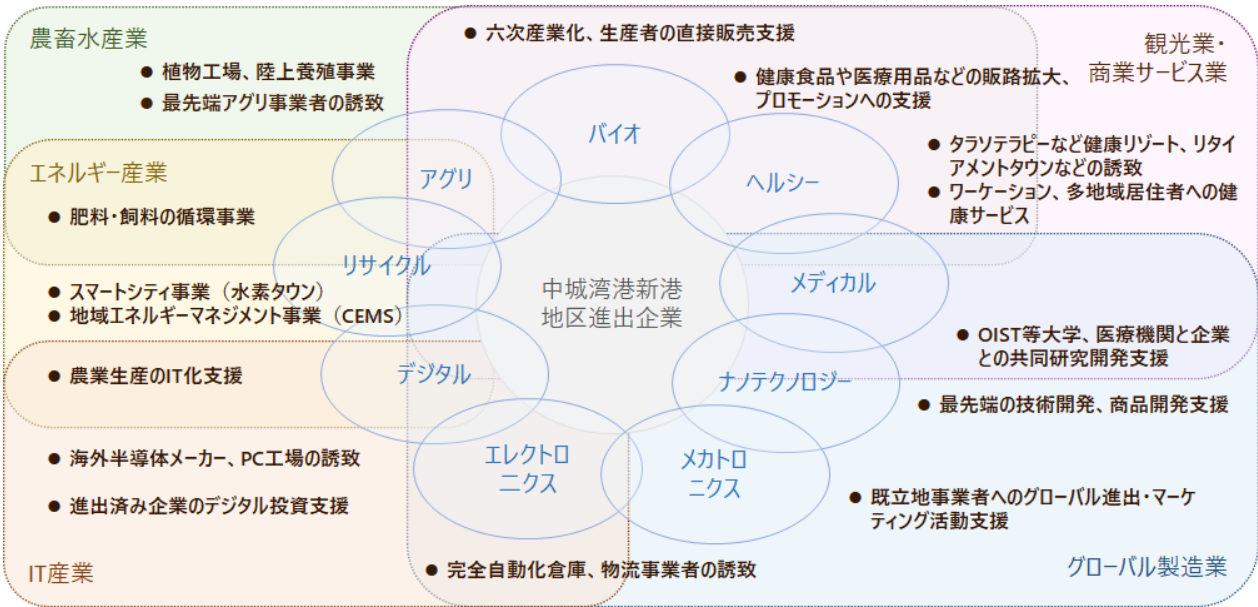 農畜水産業
● 植物工場、陸上養殖事業
● 最先端アグリ事業者の誘致
● 六次産業化、生産者の直接販売支援
観光業・
商業サービス業
● 健康食品や医療用品などの販路拡大、
プロモーションへの支援
● タラソテラピーなど健康リゾート、リタイ
アメントタウンなどの誘致
● ワーケーション、多地域居住者への健
康サービス
エネルギー産業
● 肥料・飼料の循環事業
● スマートシティ事業（水素タウン）
● 地域エネルギーマネジメント事業（CEMS）
● 農業生産のIT化支援
バイオ
アグリ
ヘルシー
リサイクル
メディカル
中城湾港新港
地区進出企業
デジタル
ナノテクノロジー
エレクトロ
ニクス
メカトロ
ニクス
● OIST等大学、医療機関と企業
との共同研究開発支援
● 最先端の技術開発、商品開発支援
● 海外半導体メーカー、PC工場の誘致
● 進出済み企業のデジタル投資支援
● 既立地事業者へのグローバル進出・マーケ
ティング活動支援
IT産業
● 完全自動化倉庫、物流事業者の誘致
グローバル製造業